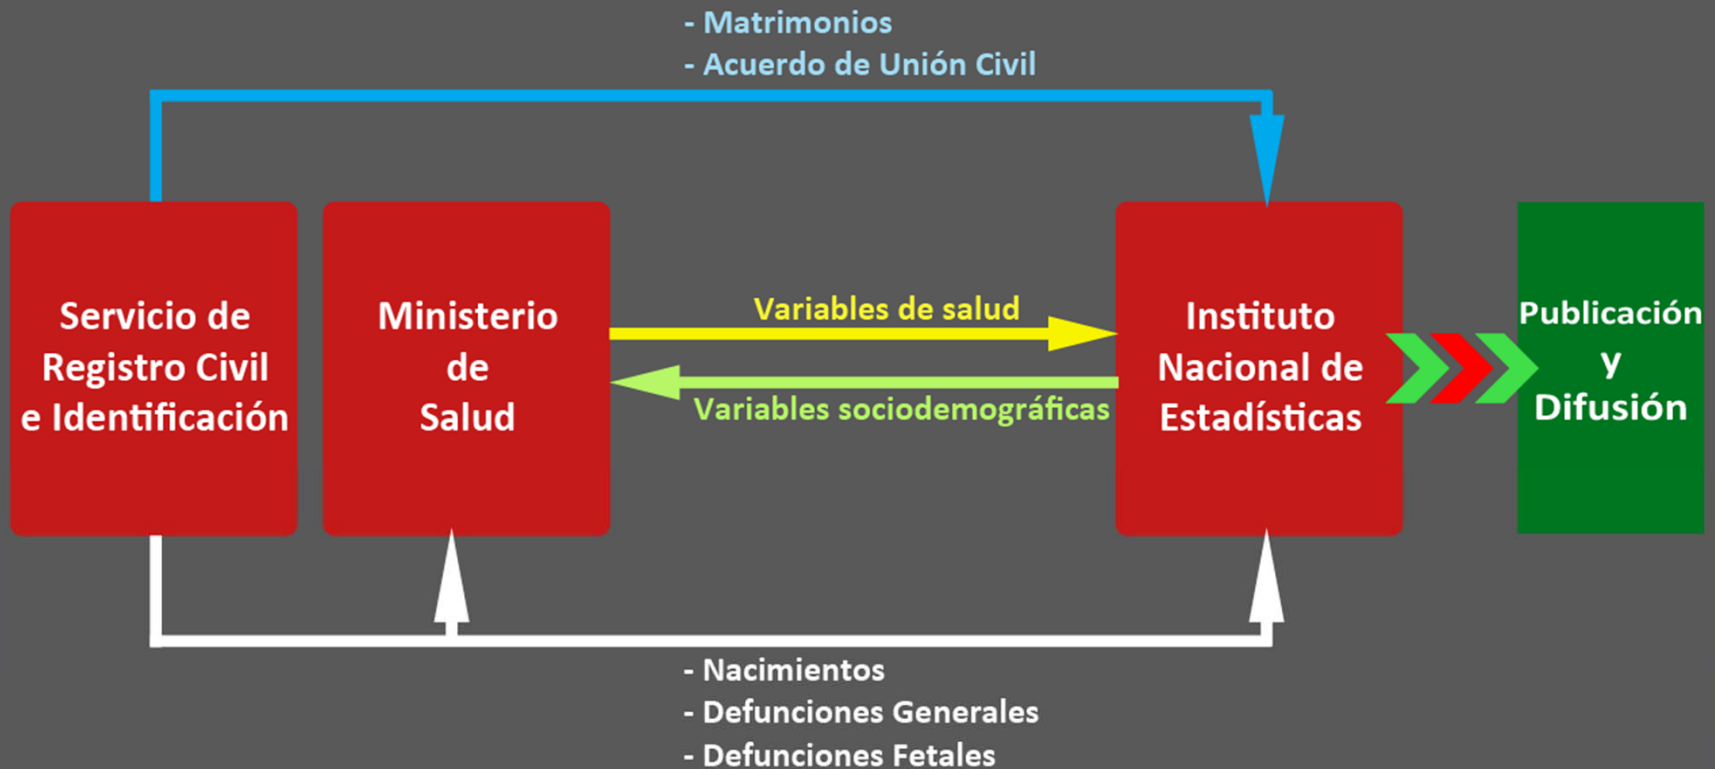 - Matrimonios
- Acuerdo de Unión Civil
Servicio de
Registro Civil
e Identificación
Ministerio
de
Salud
Variables de salud
Variables sociodemográficas
Instituto
Nacional de
Estadísticas
Publicación
y
Difusión
- Nacimientos
- Defunciones Generales
- Defunciones Fetales